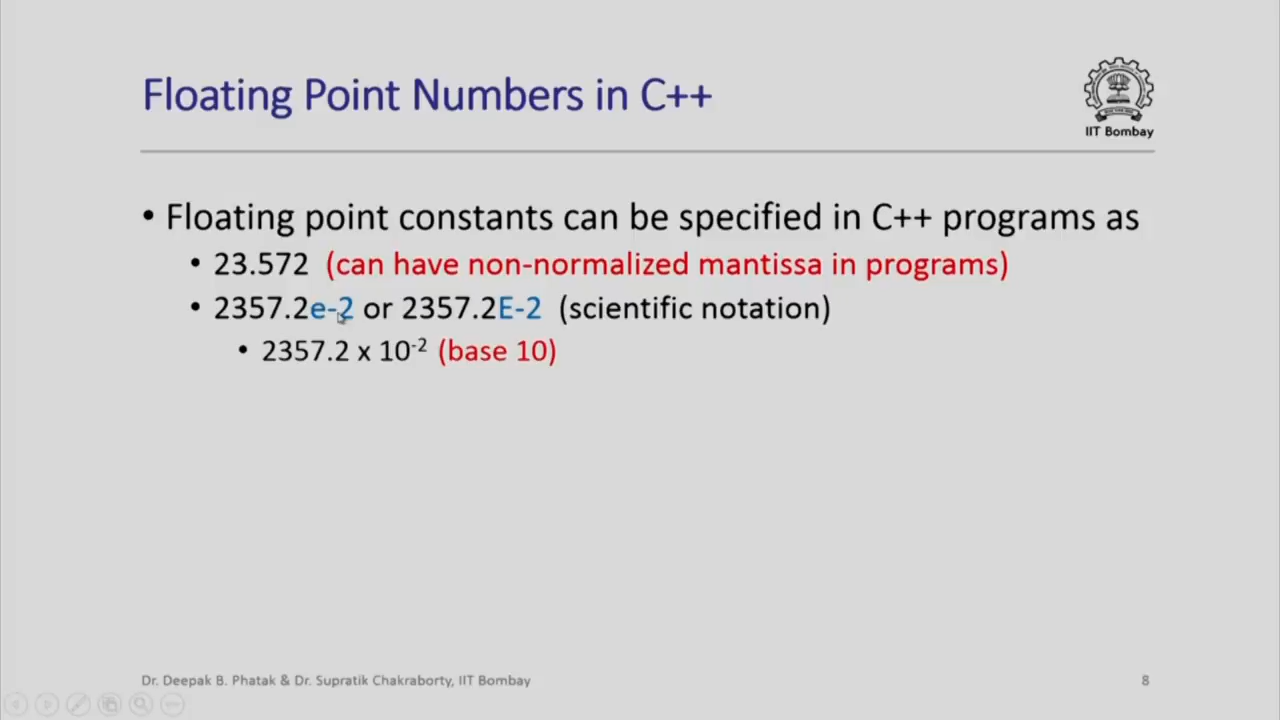 Floating Point Numbers in C++
IIT Bombay
• Floating point constants can be specified in C++ programs as
• 23.572 (can have non-normalized mantissa in programs)
• 2357.2e-2 or 2357.2E-2 (scientific notation)
• 2357.2 x 10⁻² (base 10)
Dr. Deepak B. Phatak & Dr. Supratik Chakraborty, IIT Bombay
8